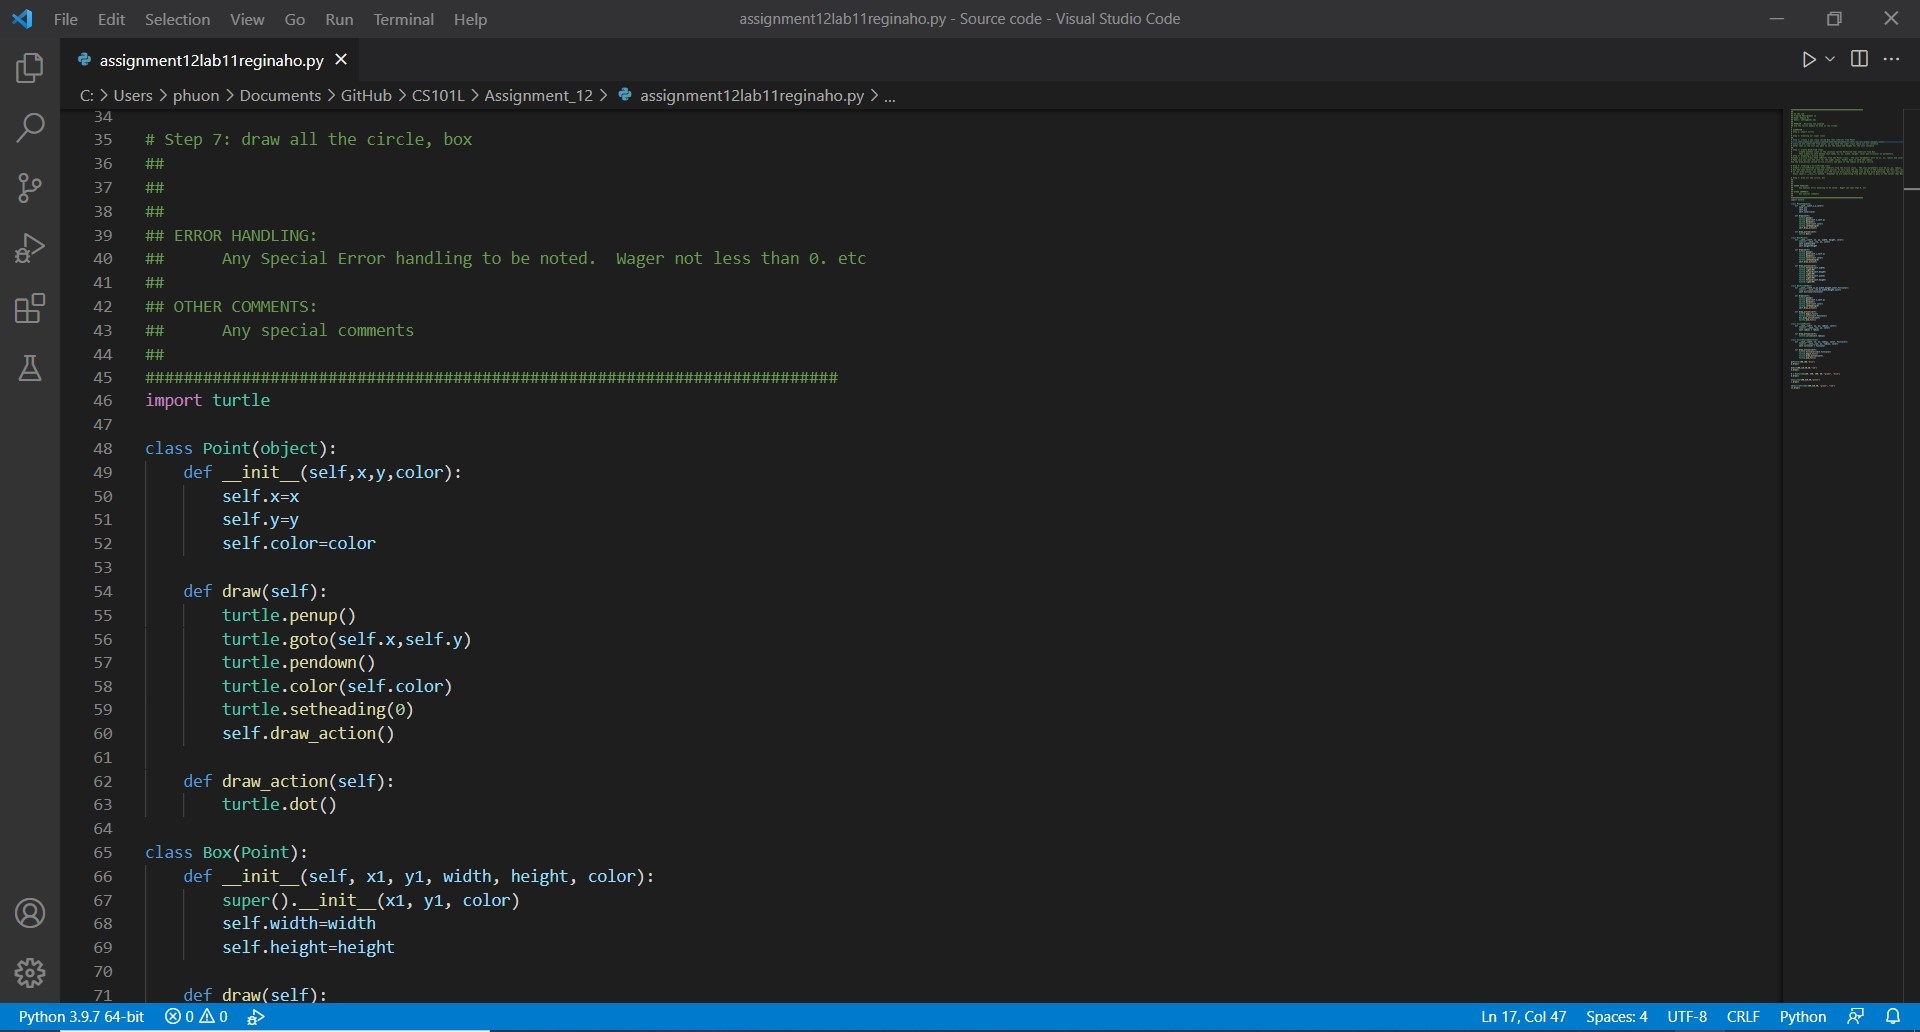 File Edit Selection View Go Run Terminal Help assignment12lab11reginaho.py - Source code - Visual Studio Code
assignment12lab11reginaho.py
C: > Users > phuon > Documents > GitHub > CS101L > Assignment_12 > assignment12lab11reginaho.py > ...
34
35 # Step 7: draw all the circle, box
36 ##
37 ##
38 ##
39 ## ERROR HANDLING:
40 ##      Any Special Error handling to be noted.  Wager not less than 0. etc
41 ##
42 ## OTHER COMMENTS:
43 ##      Any special comments
44 ##
45 ########################################################################
46 import turtle
47
48 class Point(object):
49     def __init__(self,x,y,color):
50         self.x=x
51         self.y=y
52         self.color=color
53
54     def draw(self):
55         turtle.penup()
56         turtle.goto(self.x,self.y)
57         turtle.pendown()
58         turtle.color(self.color)
59         turtle.setheading(0)
60         self.draw_action()
61
62     def draw_action(self):
63         turtle.dot()
64
65 class Box(Point):
66     def __init__(self, x1, y1, width, height, color):
67         super().__init__(x1, y1, color)
68         self.width=width
69         self.height=height
70
71     def draw(self):
Python 3.9.7 64-bit 0 0 Ln 17, Col 47 Spaces: 4 UTF-8 CRLF Python